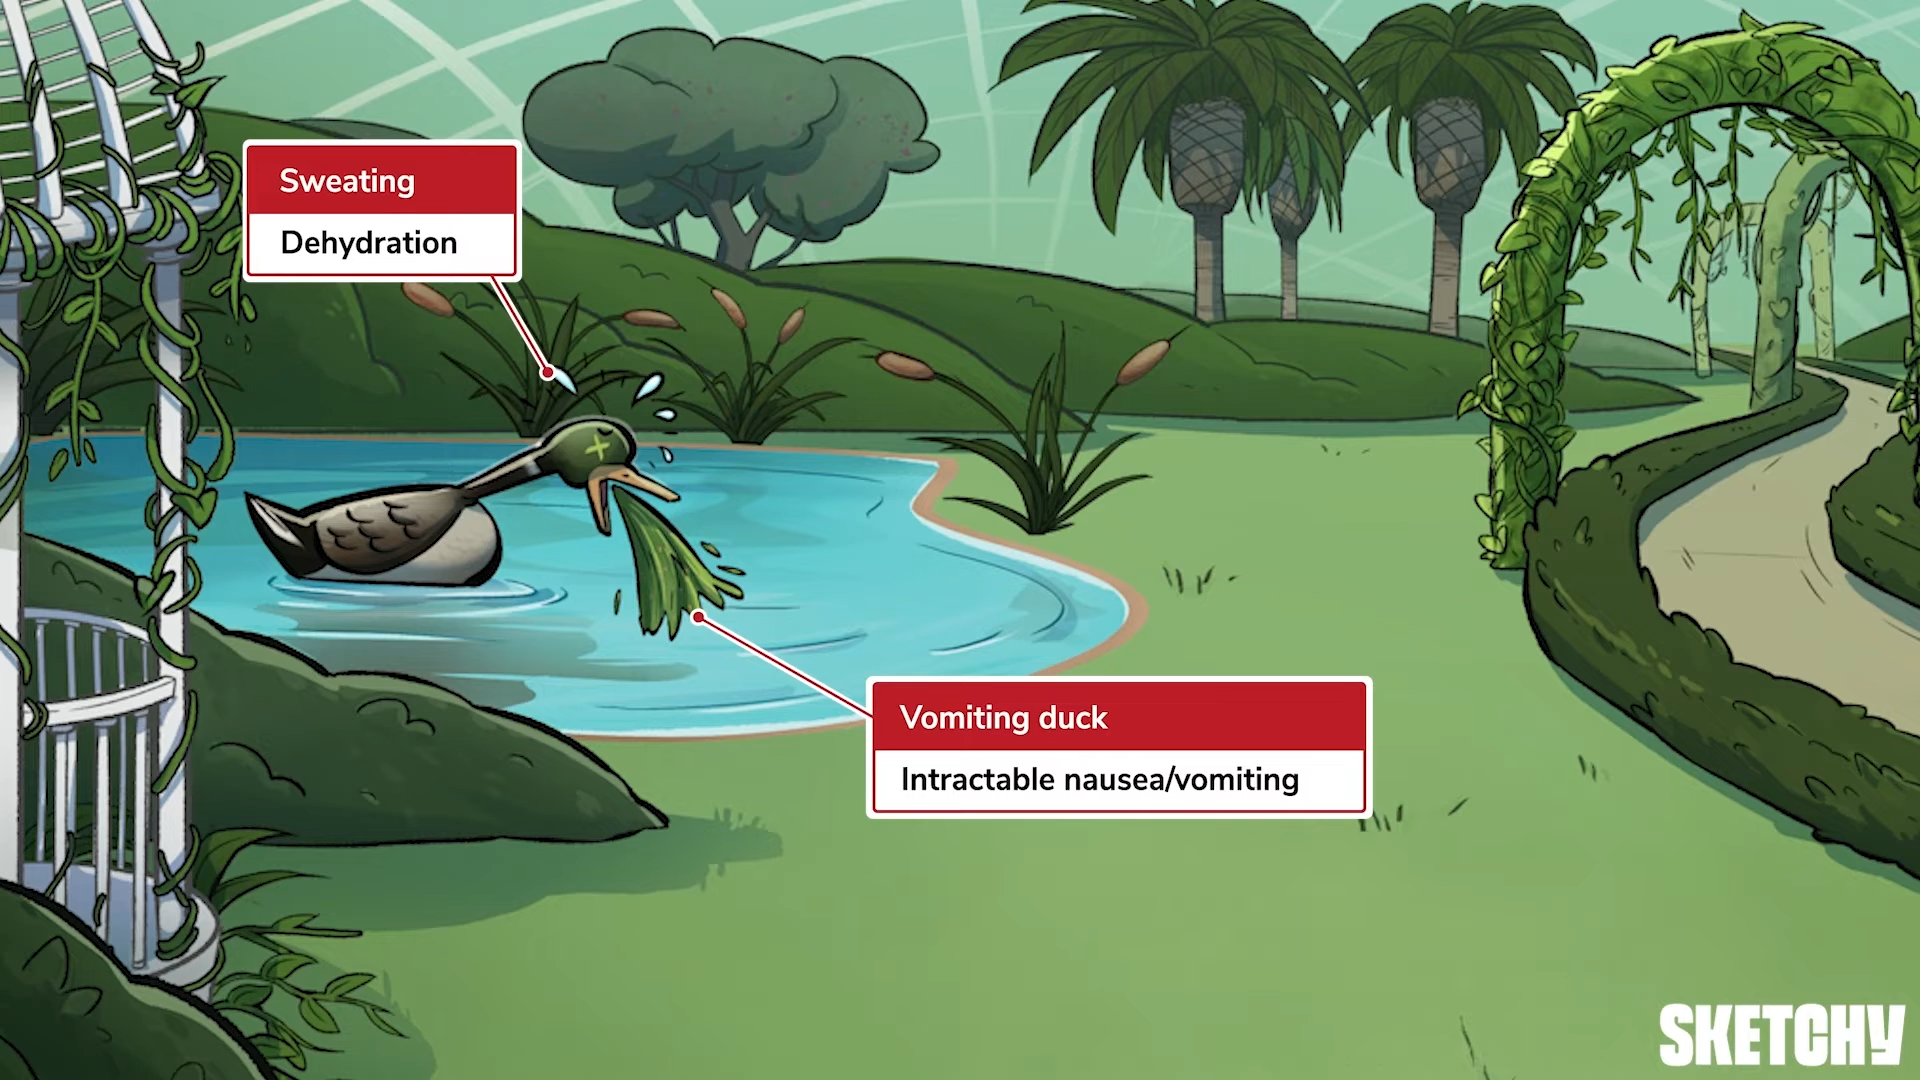 Sweating
Dehydration
Vomiting duck
Intractable nausea/vomiting
SKETCHY